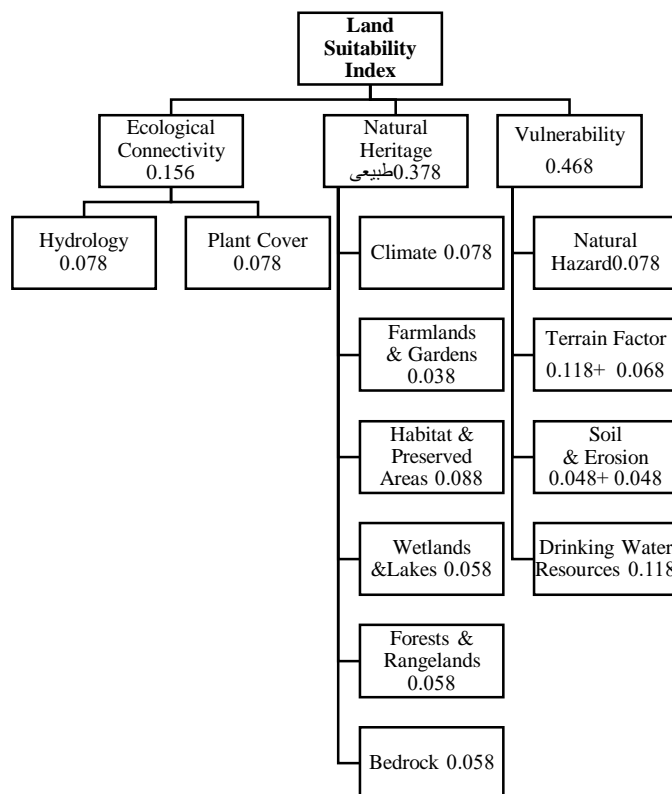 Land
Suitability
Index
Ecological
Connectivity
0.156
Natural
Heritage
طبیعی0.378
Vulnerability
0.468
Hydrology
0.078
Plant Cover
0.078
Climate 0.078
Farmlands
& Gardens
0.038
Habitat &
Preserved
Areas 0.088
Wetlands
&Lakes 0.058
Forests &
Rangelands
0.058
Bedrock 0.058
Natural
Hazard0.078
Terrain Factor
0.118+ 0.068
Soil
& Erosion
0.048+ 0.048
Drinking Water
Resources 0.118